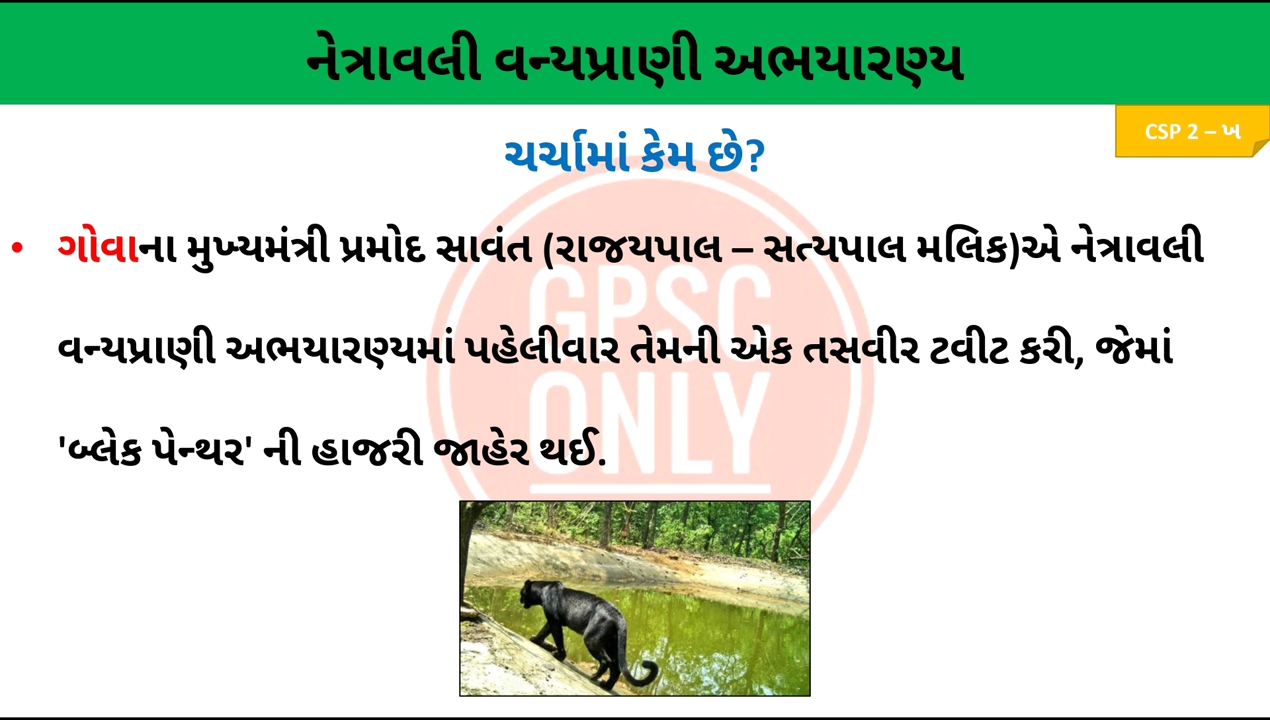 નેત્રાવલી વન્યપ્રાણી અભયારણ્ય
CSP 2 – ખ
ચર્ચામાં કેમ છે?
• ગોવાના મુખ્યમંત્રી પ્રમોદ સાવંત (રાજયપાલ – સત્યપાલ મલિક)એ નેત્રાવલી
વન્યપ્રાણી અભયારણ્યમાં પહેલીવાર તેમની એક તસવીર ટવીટ કરી, જેમાં
'બ્લેક પેન્થર' ની હાજરી જાહેર થઈ.
GPSC
ONLY